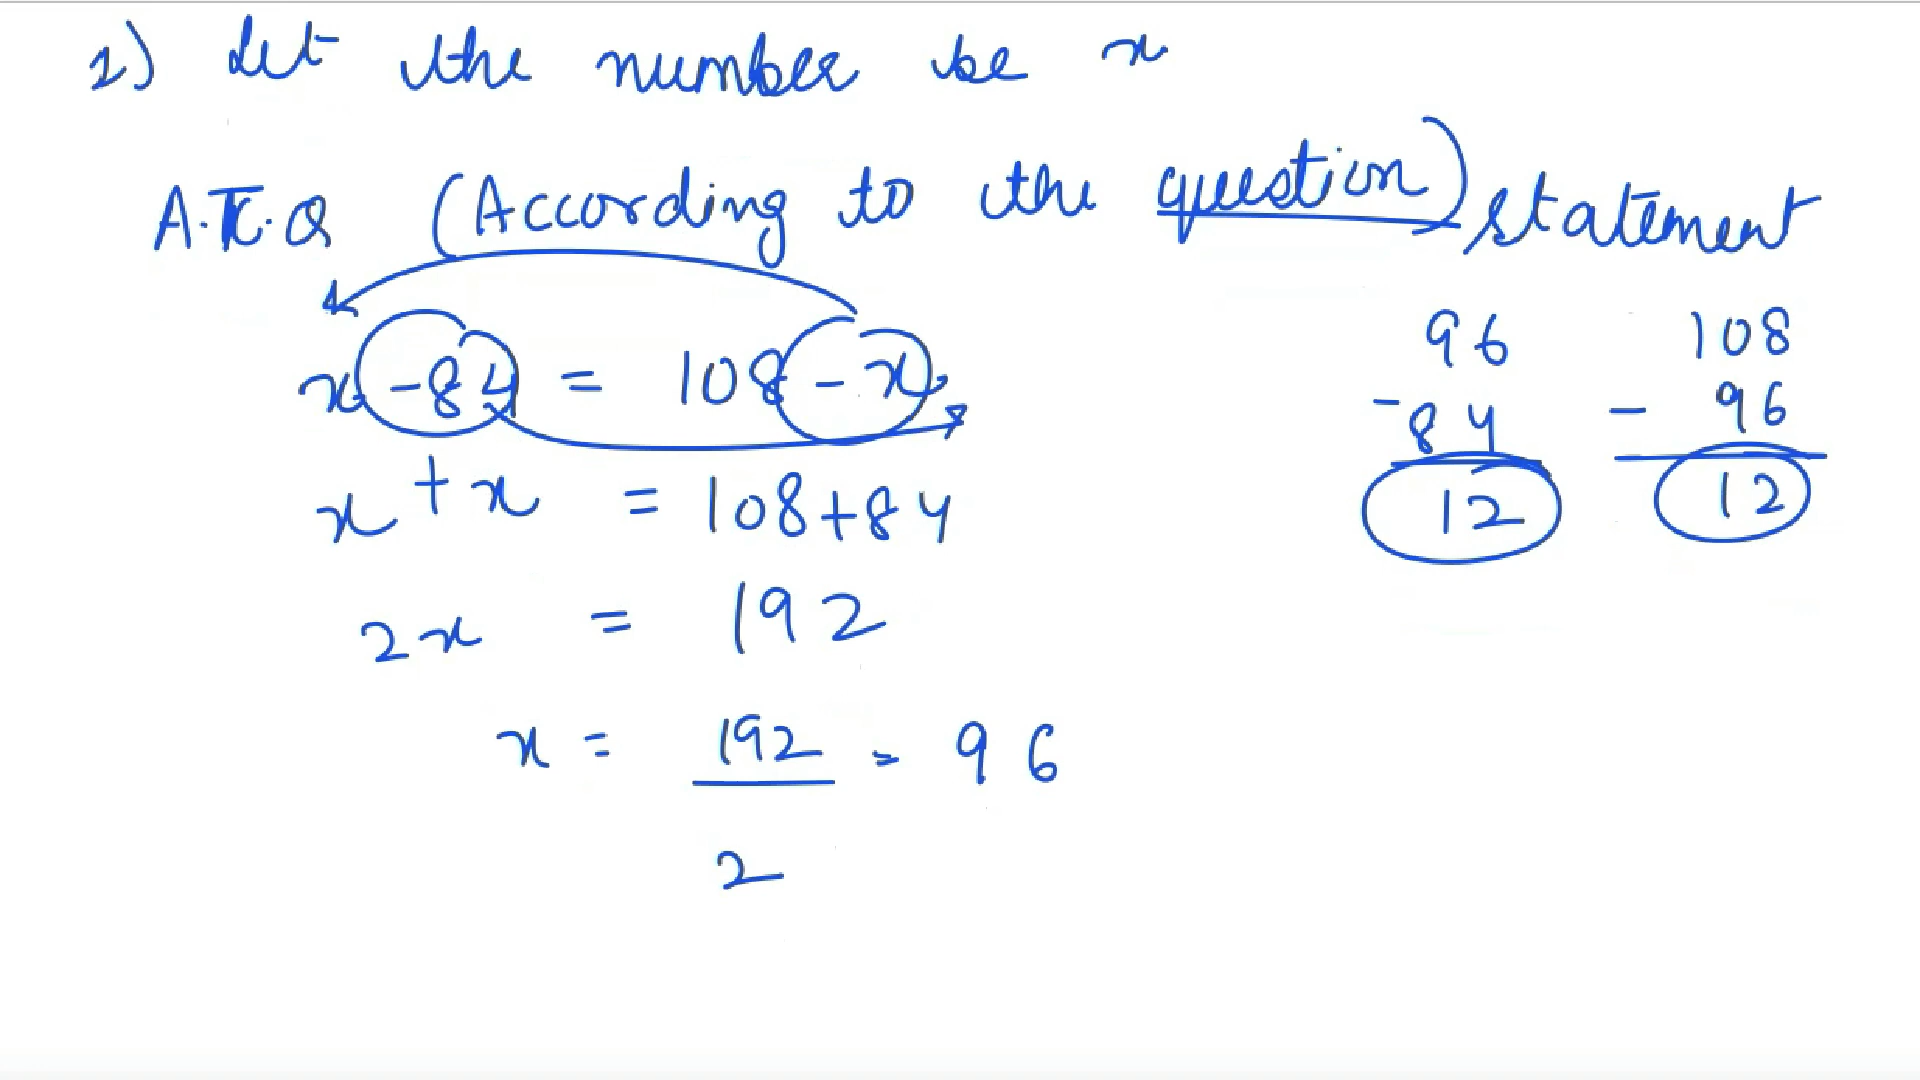 1) Let the number be x
A.T.Q (According to the question) statement
x - 84 = 108 - x
x + x = 108 + 84
2x = 192
x = 192 = 96
2
96
- 84
12
108
- 96
12